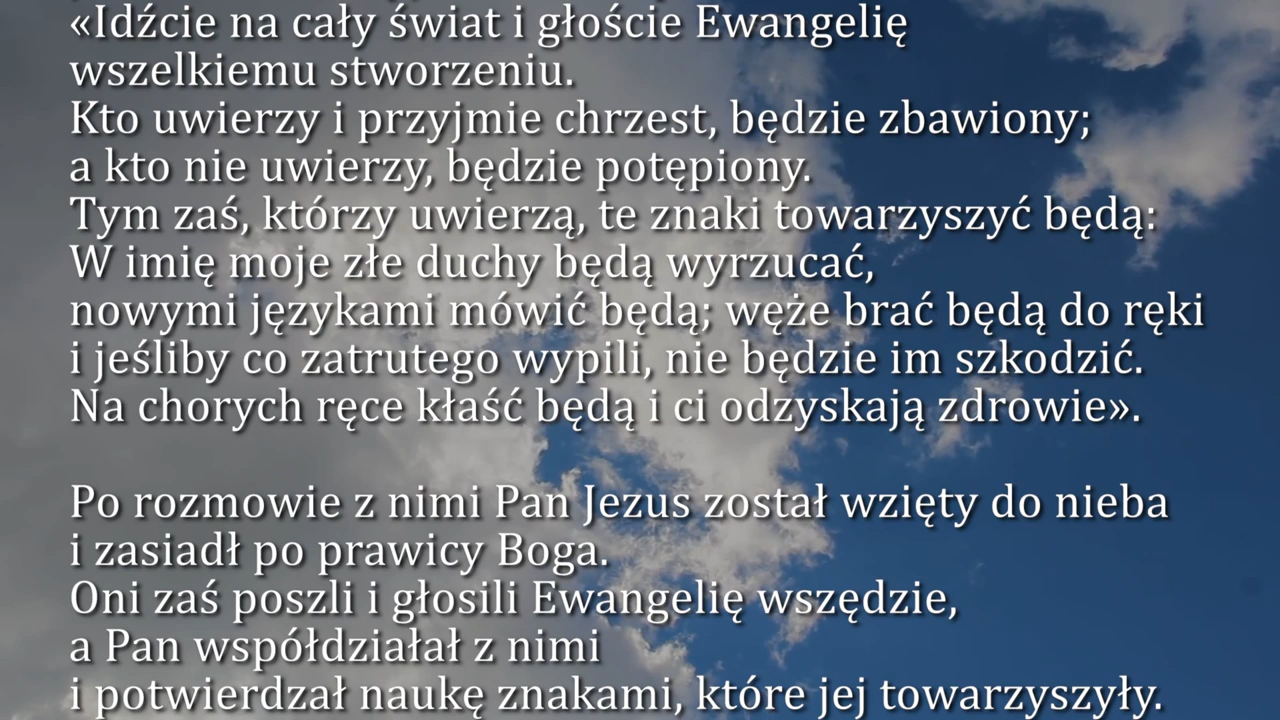 «Idźcie na cały świat i głoście Ewangelię
wszelkiemu stworzeniu.
Kto uwierzy i przyjmie chrzest, będzie zbawiony;
a kto nie uwierzy, będzie potępiony.
Tym zaś, którzy uwierzą, te znaki towarzyszyć będą:
W imię moje złe duchy będą wyrzucać,
nowymi językami mówić będą; węże brać będą do ręki
i jeśliby co zatrutego wypili, nie będzie im szkodzić.
Na chorych ręce kłaść będą i ci odzyskają zdrowie».
Po rozmowie z nimi Pan Jezus został wzięty do nieba
i zasiadł po prawicy Boga.
Oni zaś poszli i głosili Ewangelię wszędzie,
a Pan współdziałał z nimi
i potwierdzał naukę znakami, które jej towarzyszyły.